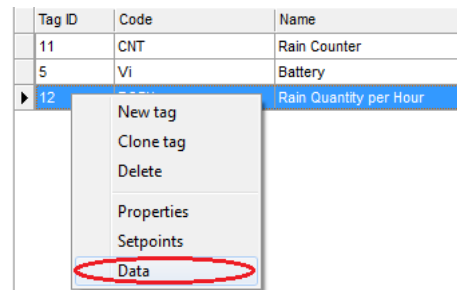 Tag ID Code Name
11 CNT Rain Counter
5 Vi Battery
12 Rain Quantity per Hour
New tag
Clone tag
Delete
Properties
Setpoints
Data